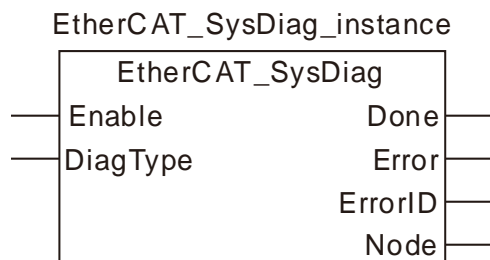 EtherCAT_SysDiag_instance
EtherCAT_SysDiag
Enable Done
DiagType Error
ErrorID
Node